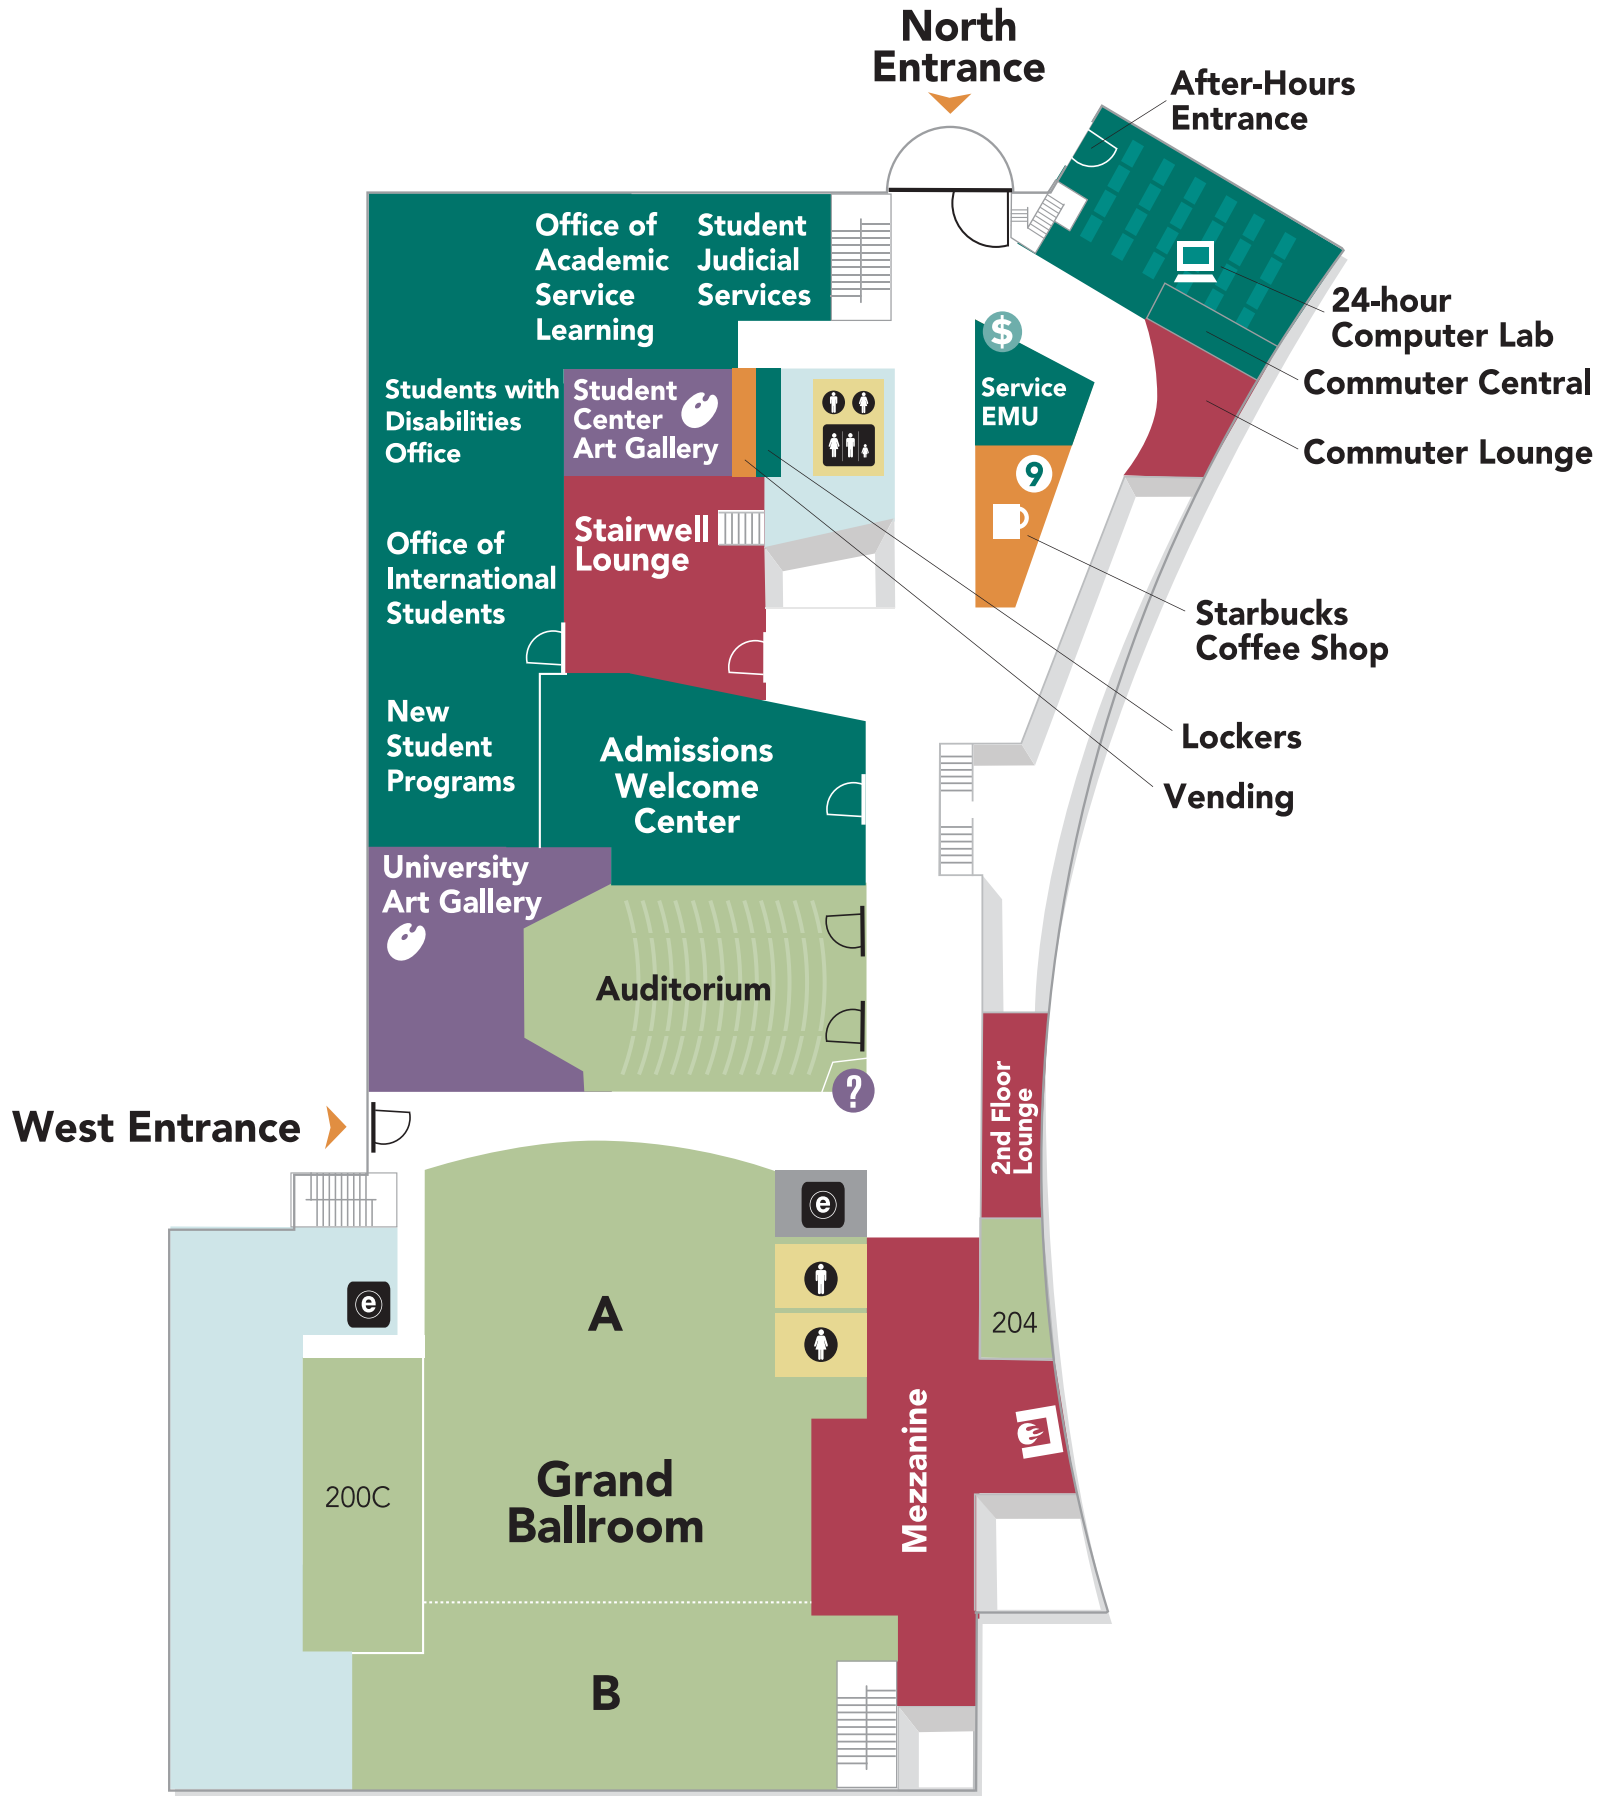 North
Entrance
After-Hours
Entrance
Office of
Academic
Service
Learning
Student
Judicial
Services
24-hour
Computer Lab
$
Service
EMU
Commuter Central
Students with
Disabilities
Office
Student
Center
Art Gallery
Commuter Lounge
9
Stairwell
Lounge
Office of
International
Students
Starbucks
Coffee Shop
New
Student
Programs
Admissions
Welcome
Center
Lockers
Vending
University
Art Gallery
Auditorium
?
West Entrance
2nd Floor
Lounge
e
e
A
204
Mezzanine
Grand
Ballroom
200C
B